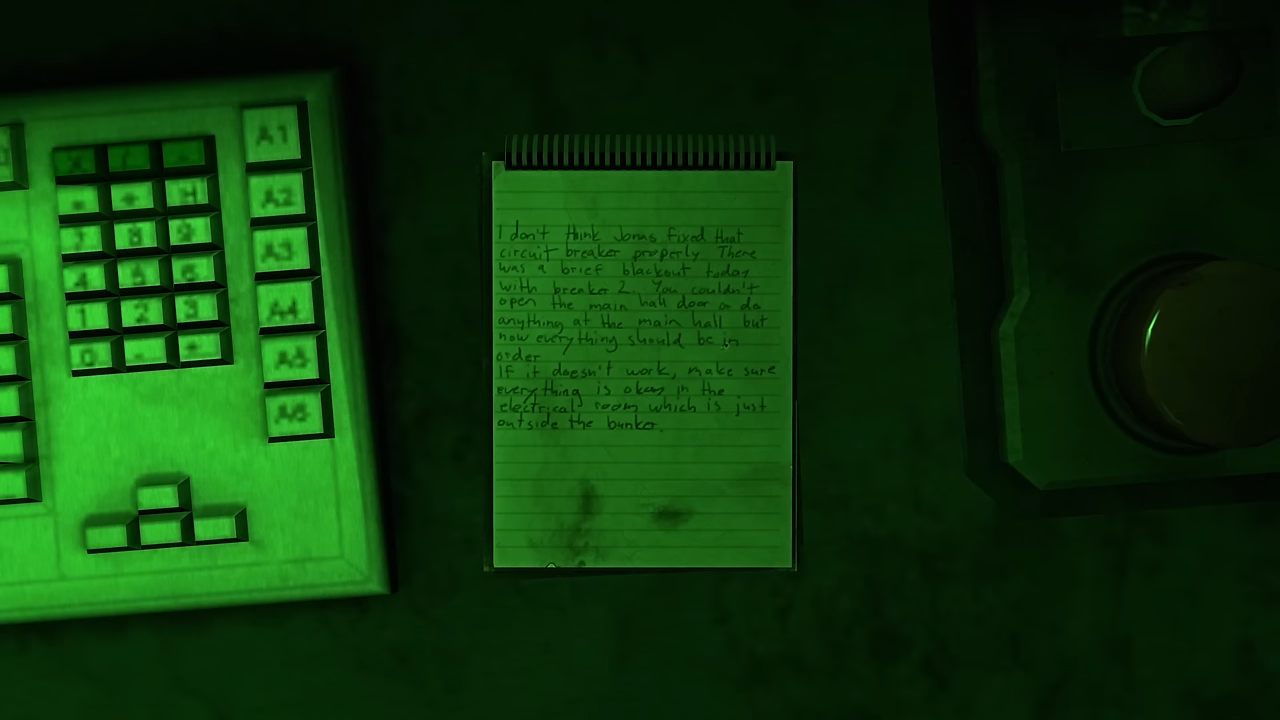 A1
A2
A3
A4
A5
A6
7 8 9
4 5 6
1 2 3
0 - +
I don't think Jonas fixed that
circuit breaker properly There
was a brief blackout today
with breaker 2. You couldn't
open the main hall door or do
anything at the main hall but
now everything should be in
order
If it doesn't work, make sure
everything is okay in the
electrical room which is just
outside the bunker.